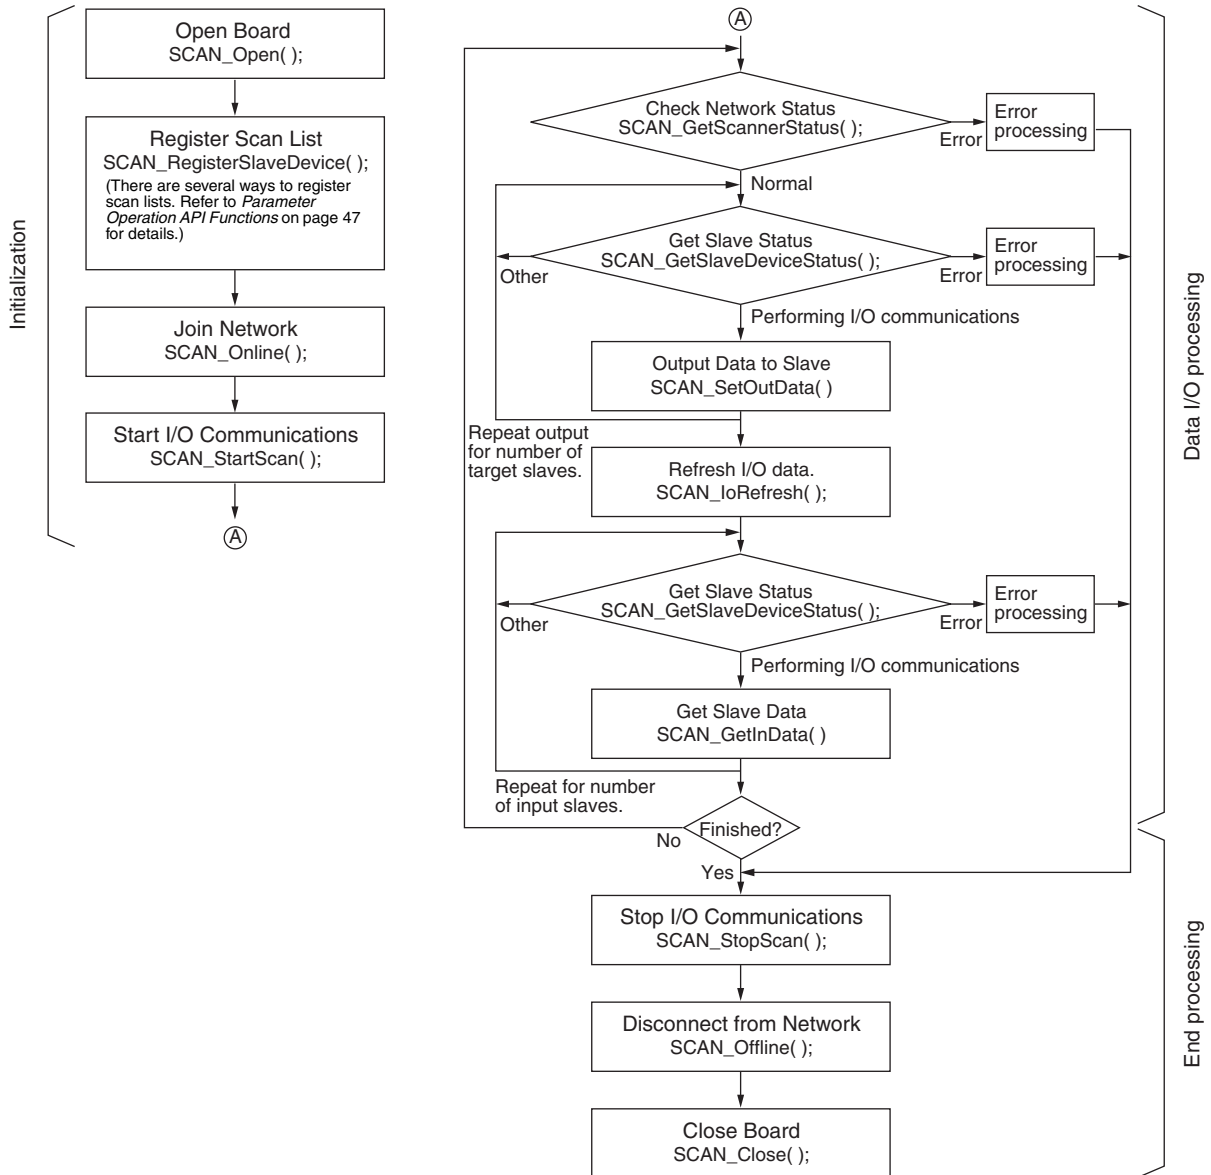 Initialization
Open Board
SCAN_Open( );
Register Scan List
SCAN_RegisterSlaveDevice( );
(There are several ways to register
scan lists. Refer to Parameter
Operation API Functions on page 47
for details.)
Join Network
SCAN_Online( );
Start I/O Communications
SCAN_StartScan( );
A
A
Check Network Status
SCAN_GetScannerStatus( );
Error
Error
processing
Normal
Get Slave Status
SCAN_GetSlaveDeviceStatus( );
Other
Error
Error
processing
Performing I/O communications
Output Data to Slave
SCAN_SetOutData( )
Repeat output
for number of
target slaves.
Refresh I/O data.
SCAN_IoRefresh( );
Get Slave Status
SCAN_GetSlaveDeviceStatus( );
Other
Error
Error
processing
Performing I/O communications
Get Slave Data
SCAN_GetInData( )
Repeat for number
of input slaves.
Finished?
No
Yes
Data I/O processing
Stop I/O Communications
SCAN_StopScan( );
Disconnect from Network
SCAN_Offline( );
Close Board
SCAN_Close( );
End processing